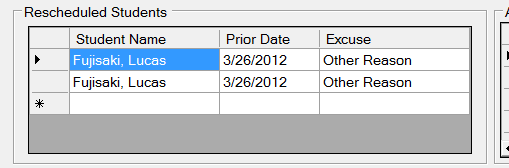 Rescheduled Students
Student Name Prior Date Excuse
Fujisaki, Lucas 3/26/2012 Other Reason
Fujisaki, Lucas 3/26/2012 Other Reason